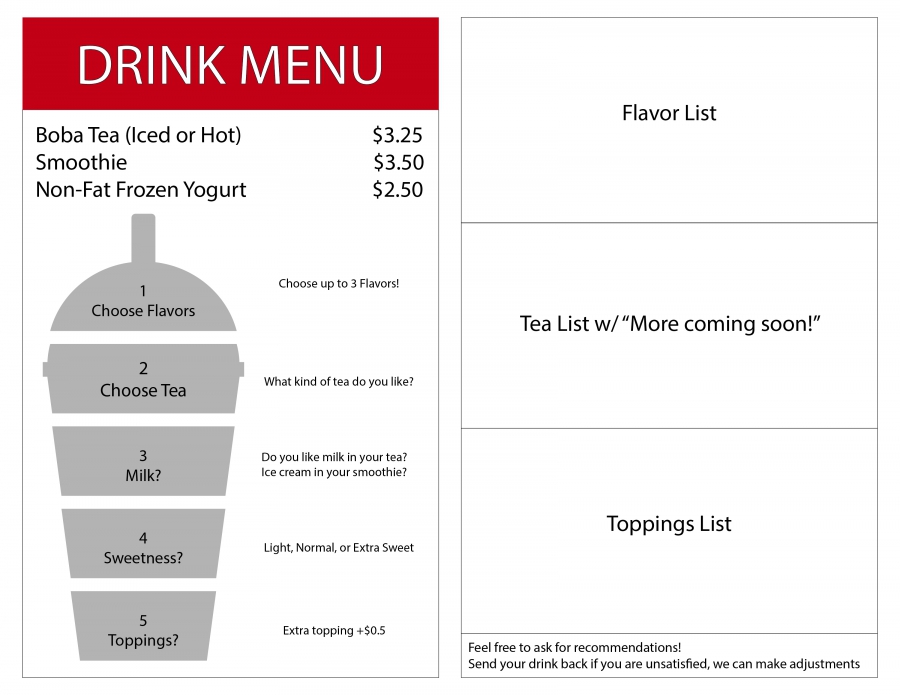 DRINK MENU
Boba Tea (Iced or Hot) $3.25
Smoothie $3.50
Non-Fat Frozen Yogurt $2.50
1
Choose Flavors
Choose up to 3 Flavors!
2
Choose Tea
What kind of tea do you like?
3
Milk?
Do you like milk in your tea?
Ice cream in your smoothie?
4
Sweetness?
Light, Normal, or Extra Sweet
5
Toppings?
Extra topping +$0.5
Flavor List
Tea List w/ “More coming soon!”
Toppings List
Feel free to ask for recommendations!
Send your drink back if you are unsatisfied, we can make adjustments